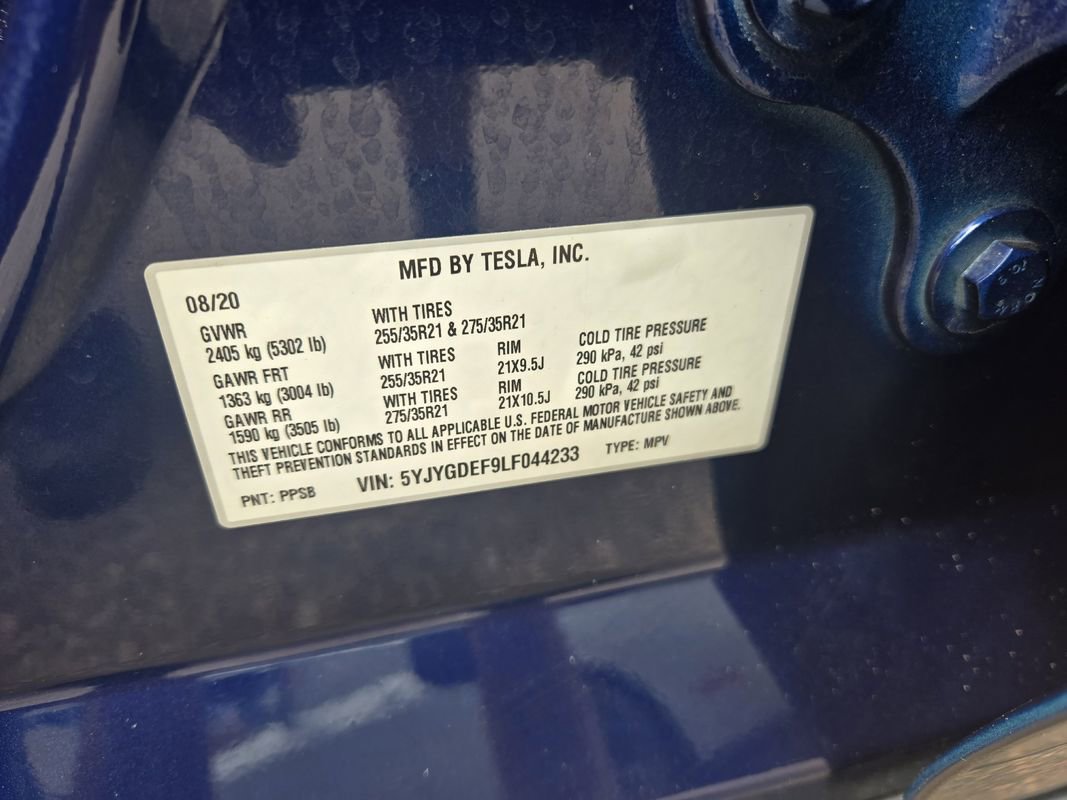 MFD BY TESLA, INC.
08/20
GVWR
2405 kg (5302 lb)
WITH TIRES
255/35R21 & 275/35R21
GAWR FRT
1363 kg (3004 lb)
WITH TIRES
255/35R21
RIM
21X9.5J
COLD TIRE PRESSURE
290 kPa, 42 psi
GAWR RR
1590 kg (3505 lb)
WITH TIRES
275/35R21
RIM
21X10.5J
COLD TIRE PRESSURE
290 kPa, 42 psi
THIS VEHICLE CONFORMS TO ALL APPLICABLE U.S. FEDERAL MOTOR VEHICLE SAFETY AND
THEFT PREVENTION STANDARDS IN EFFECT ON THE DATE OF MANUFACTURE SHOWN ABOVE.
PNT: PPSB VIN: 5YJYGDEF9LF044233 TYPE: MPV